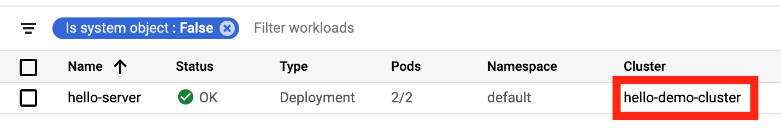 Is system object : False Filter workloads
Name Status Type Pods Namespace Cluster
hello-server OK Deployment 2/2 default hello-demo-cluster